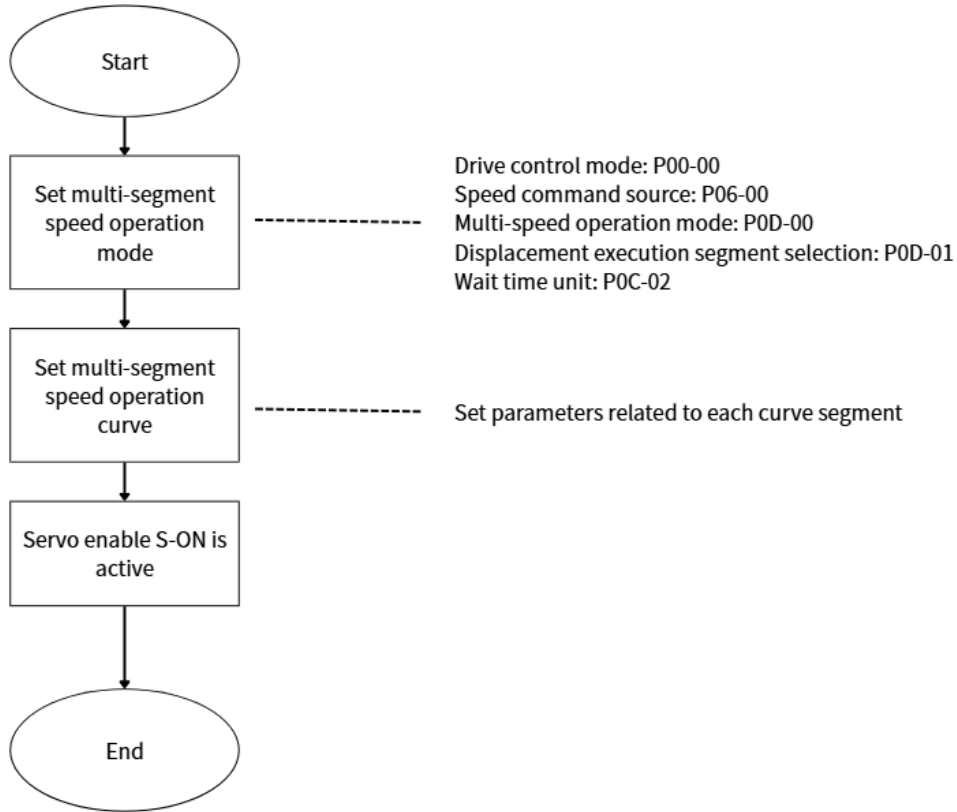 Start
Set multi-segment
speed operation
mode
Drive control mode: P00-00
Speed command source: P06-00
Multi-speed operation mode: P0D-00
Displacement execution segment selection: P0D-01
Wait time unit: P0C-02
Set multi-segment
speed operation
curve
Set parameters related to each curve segment
Servo enable S-ON is
active
End